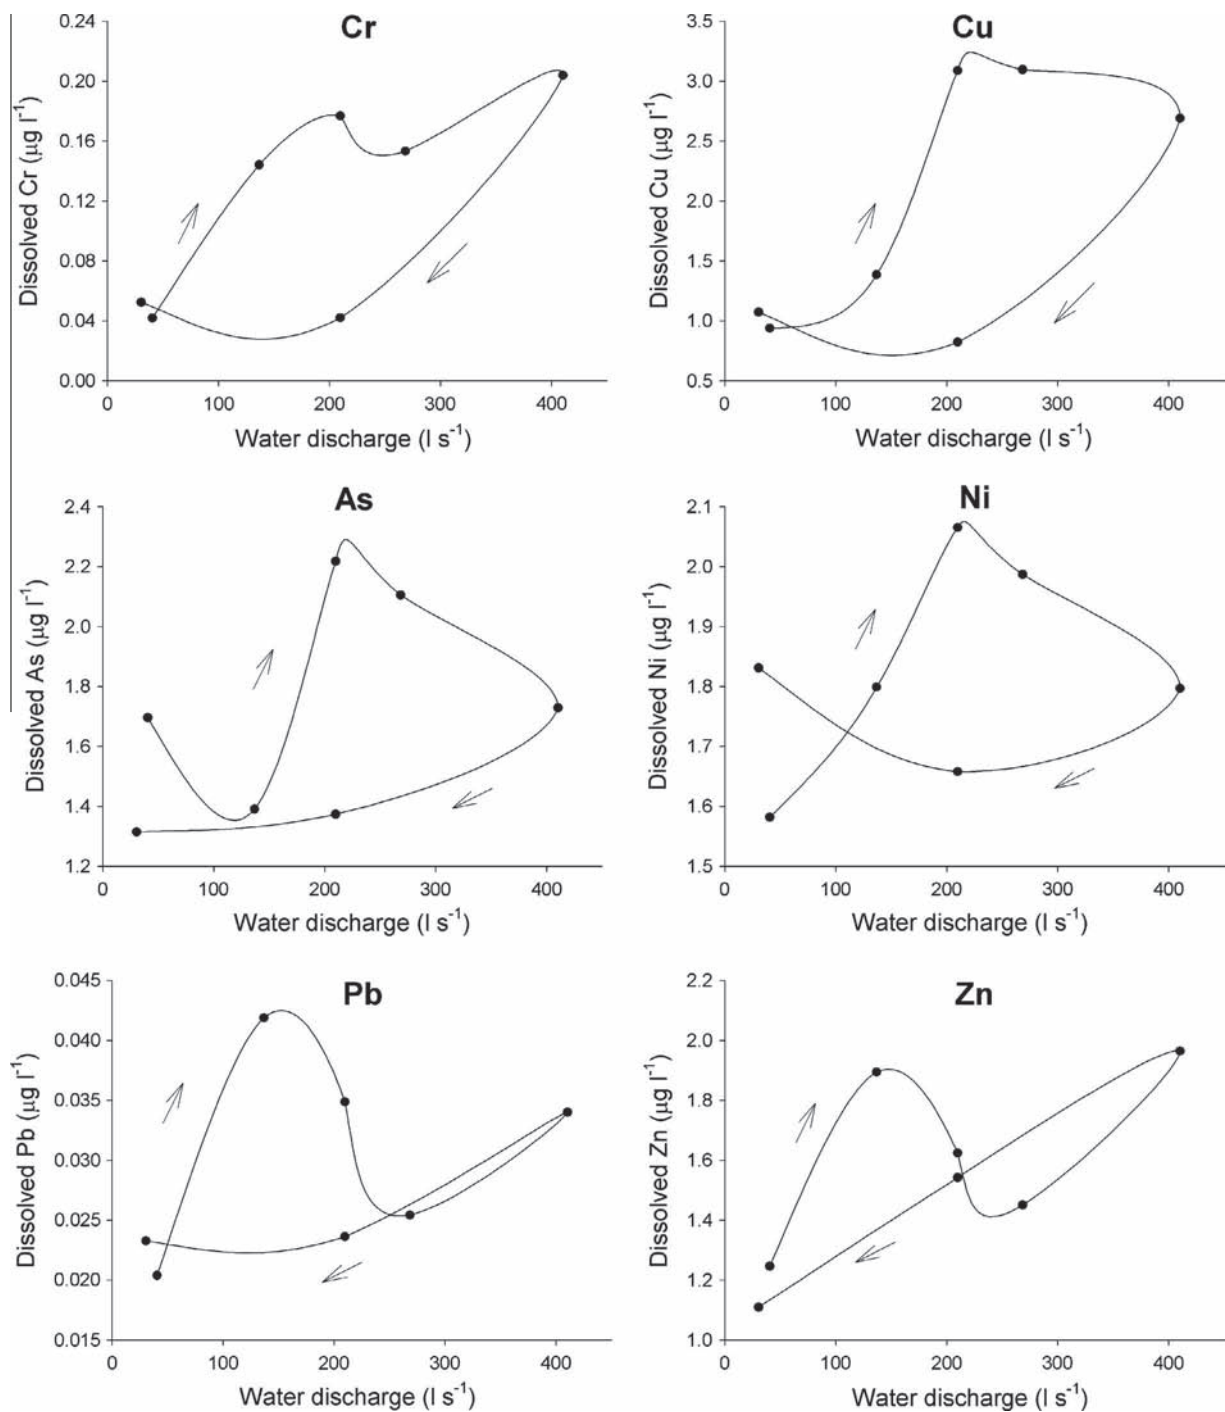 Cr
Dissolved Cr (µg l⁻¹)
0.24
0.20
0.16
0.12
0.08
0.04
0.00
0 100 200 300 400
Water discharge (l s⁻¹)
Cu
Dissolved Cu (µg l⁻¹)
3.5
3.0
2.5
2.0
1.5
1.0
0.5
0 100 200 300 400
Water discharge (l s⁻¹)
As
Dissolved As (µg l⁻¹)
2.4
2.2
2.0
1.8
1.6
1.4
1.2
0 100 200 300 400
Water discharge (l s⁻¹)
Ni
Dissolved Ni (µg l⁻¹)
2.1
2.0
1.9
1.8
1.7
1.6
1.5
0 100 200 300 400
Water discharge (l s⁻¹)
Pb
Dissolved Pb (µg l⁻¹)
0.045
0.040
0.035
0.030
0.025
0.020
0.015
0 100 200 300 400
Water discharge (l s⁻¹)
Zn
Dissolved Zn (µg l⁻¹)
2.2
2.0
1.8
1.6
1.4
1.2
1.0
0 100 200 300 400
Water discharge (l s⁻¹)